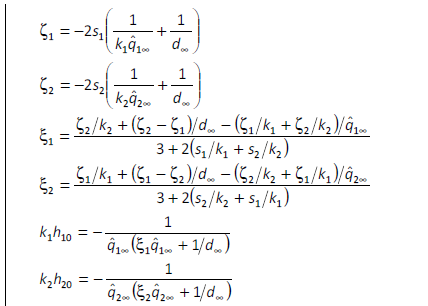 ζ₁ = −2s₁(1/(k₁q̂₁∞) + 1/d∞)
ζ₂ = −2s₂(1/(k₂q̂₂∞) + 1/d∞)
ξ₁ = (ζ₂/k₂ + (ζ₂ − ζ₁)/d∞ − (ζ₁/k₁ + ζ₂/k₂)/q̂₁∞)/(3 + 2(s₁/k₁ + s₂/k₂))
ξ₂ = (ζ₁/k₁ + (ζ₁ − ζ₂)/d∞ − (ζ₂/k₂ + ζ₁/k₁)/q̂₂∞)/(3 + 2(s₂/k₂ + s₁/k₁))
k₁h₁₀ = −1/(q̂₁∞(ξ₁q̂₁∞ + 1/d∞))
k₂h₂₀ = −1/(q̂₂∞(ξ₂q̂₂∞ + 1/d∞))